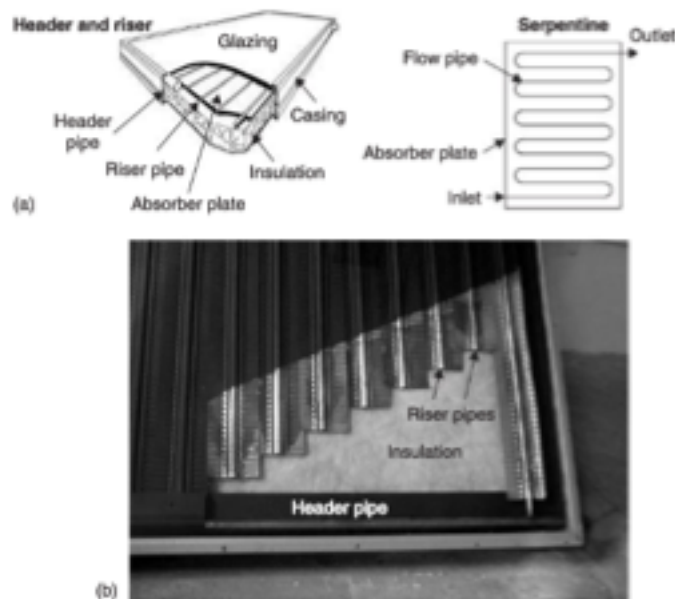 Header and riser
Glazing
Header
pipe
Riser pipe
Absorber plate
Insulation
Casing
(a)
Serpentine
Outlet
Flow pipe
Absorber plate
Inlet
Riser pipes
Insulation
Header pipe
(b)